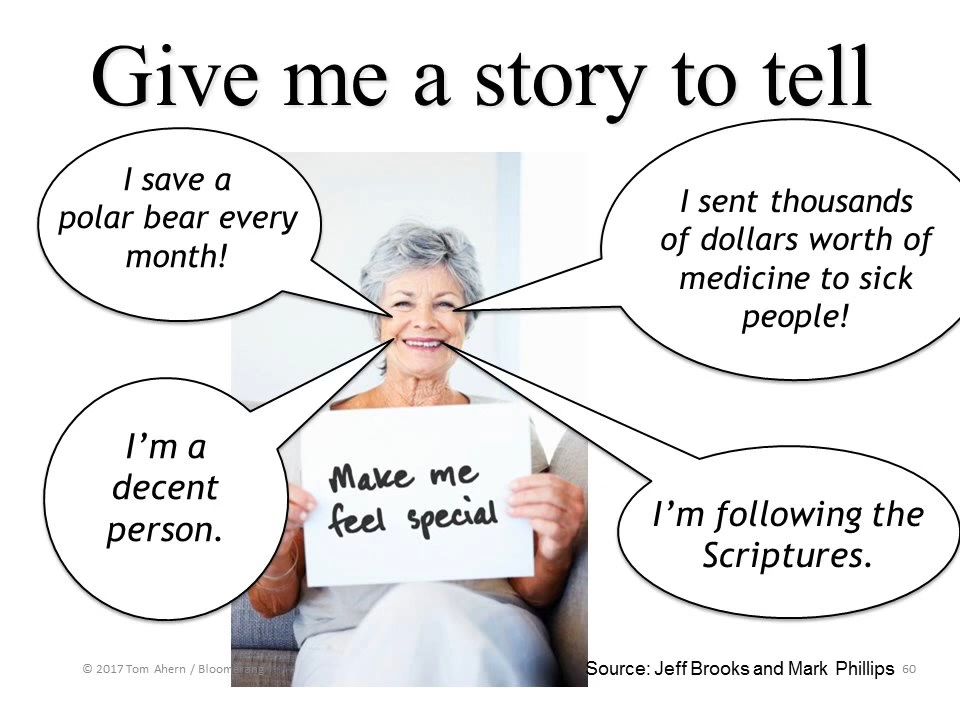 Give me a story to tell
I save a
polar bear every
month!
I sent thousands
of dollars worth of
medicine to sick
people!
I’m a
decent
person.
Make me
feel special
I’m following the
Scriptures.
© 2017 Tom Ahern / Bloomerang
Source: Jeff Brooks and Mark Phillips
60